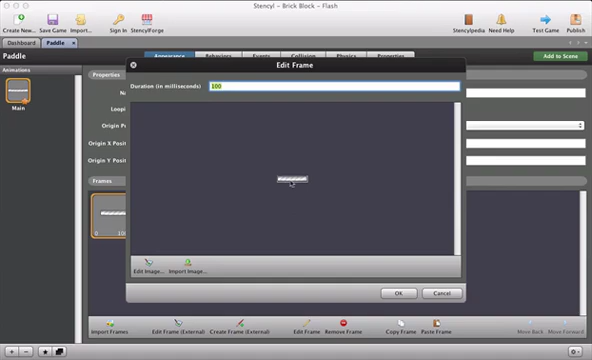 Stencyl - Brick Block - Flash
Create New... Save Game Import... Sign In StencylForge Stencylpedia Need Help Test Game Publish
Dashboard Paddle
Paddle Appearance Behaviors Events Collision Physics Properties Add to Scene
Animations
Main
Properties
Loopi
Origin Po
Origin X Posit
Origin Y Posit
Frames
0 10
Edit Frame
Duration (in milliseconds) 100
Edit Image... Import Image...
OK Cancel
Import Frames Edit Frame (External) Create Frame (External) Edit Frame Remove Frame Copy Frame Paste Frame Move Back Move Forward